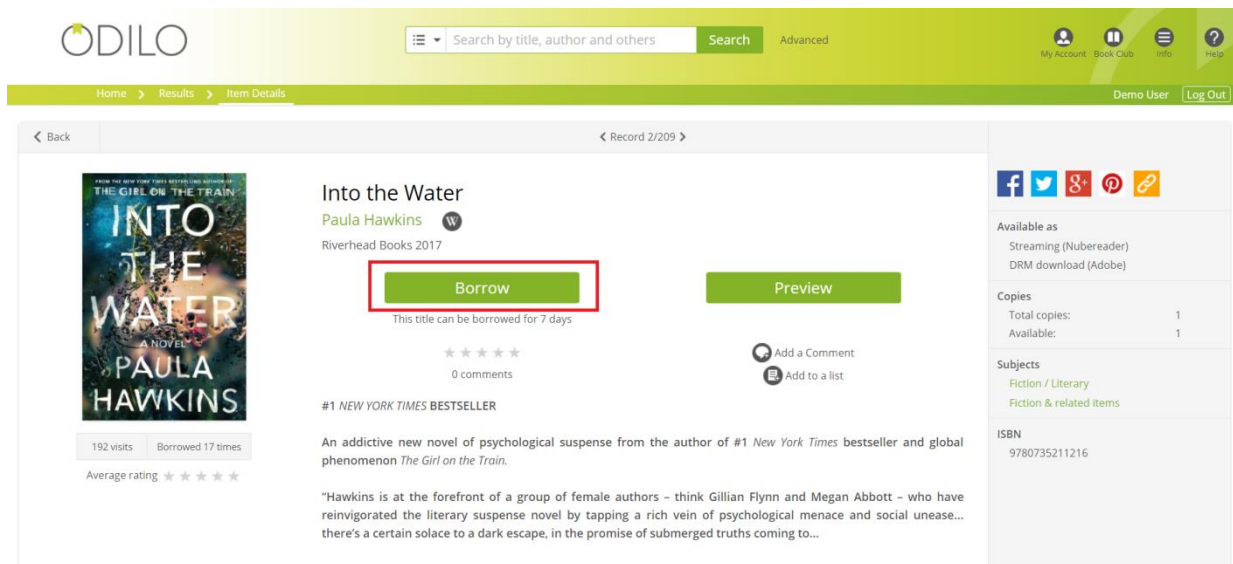 ODILO
Search by title, author and others
Search
Advanced
My Account
Book Club
Info
Help
Home > Results > Item Details
Demo User
Log Out
Back
Record 2/209
FROM THE NEW YORK TIMES BESTSELLING AUTHOR OF
THE GIRL ON THE TRAIN
INTO
THE
WATER
A NOVEL
PAULA
HAWKINS
192 visits
Borrowed 17 times
Average rating
Into the Water
Paula Hawkins
W
Riverhead Books 2017
Borrow
Preview
This title can be borrowed for 7 days
0 comments
Add a Comment
Add to a list
#1 NEW YORK TIMES BESTSELLER
An addictive new novel of psychological suspense from the author of #1 New York Times bestseller and global
phenomenon The Girl on the Train.
“Hawkins is at the forefront of a group of female authors – think Gillian Flynn and Megan Abbott – who have
reinvigorated the literary suspense novel by tapping a rich vein of psychological menace and social unease...
there’s a certain solace to a dark escape, in the promise of submerged truths coming to...
Available as
Streaming (Nubereader)
DRM download (Adobe)
Copies
Total copies: 1
Available: 1
Subjects
Fiction / Literary
Fiction & related items
ISBN
9780735211216